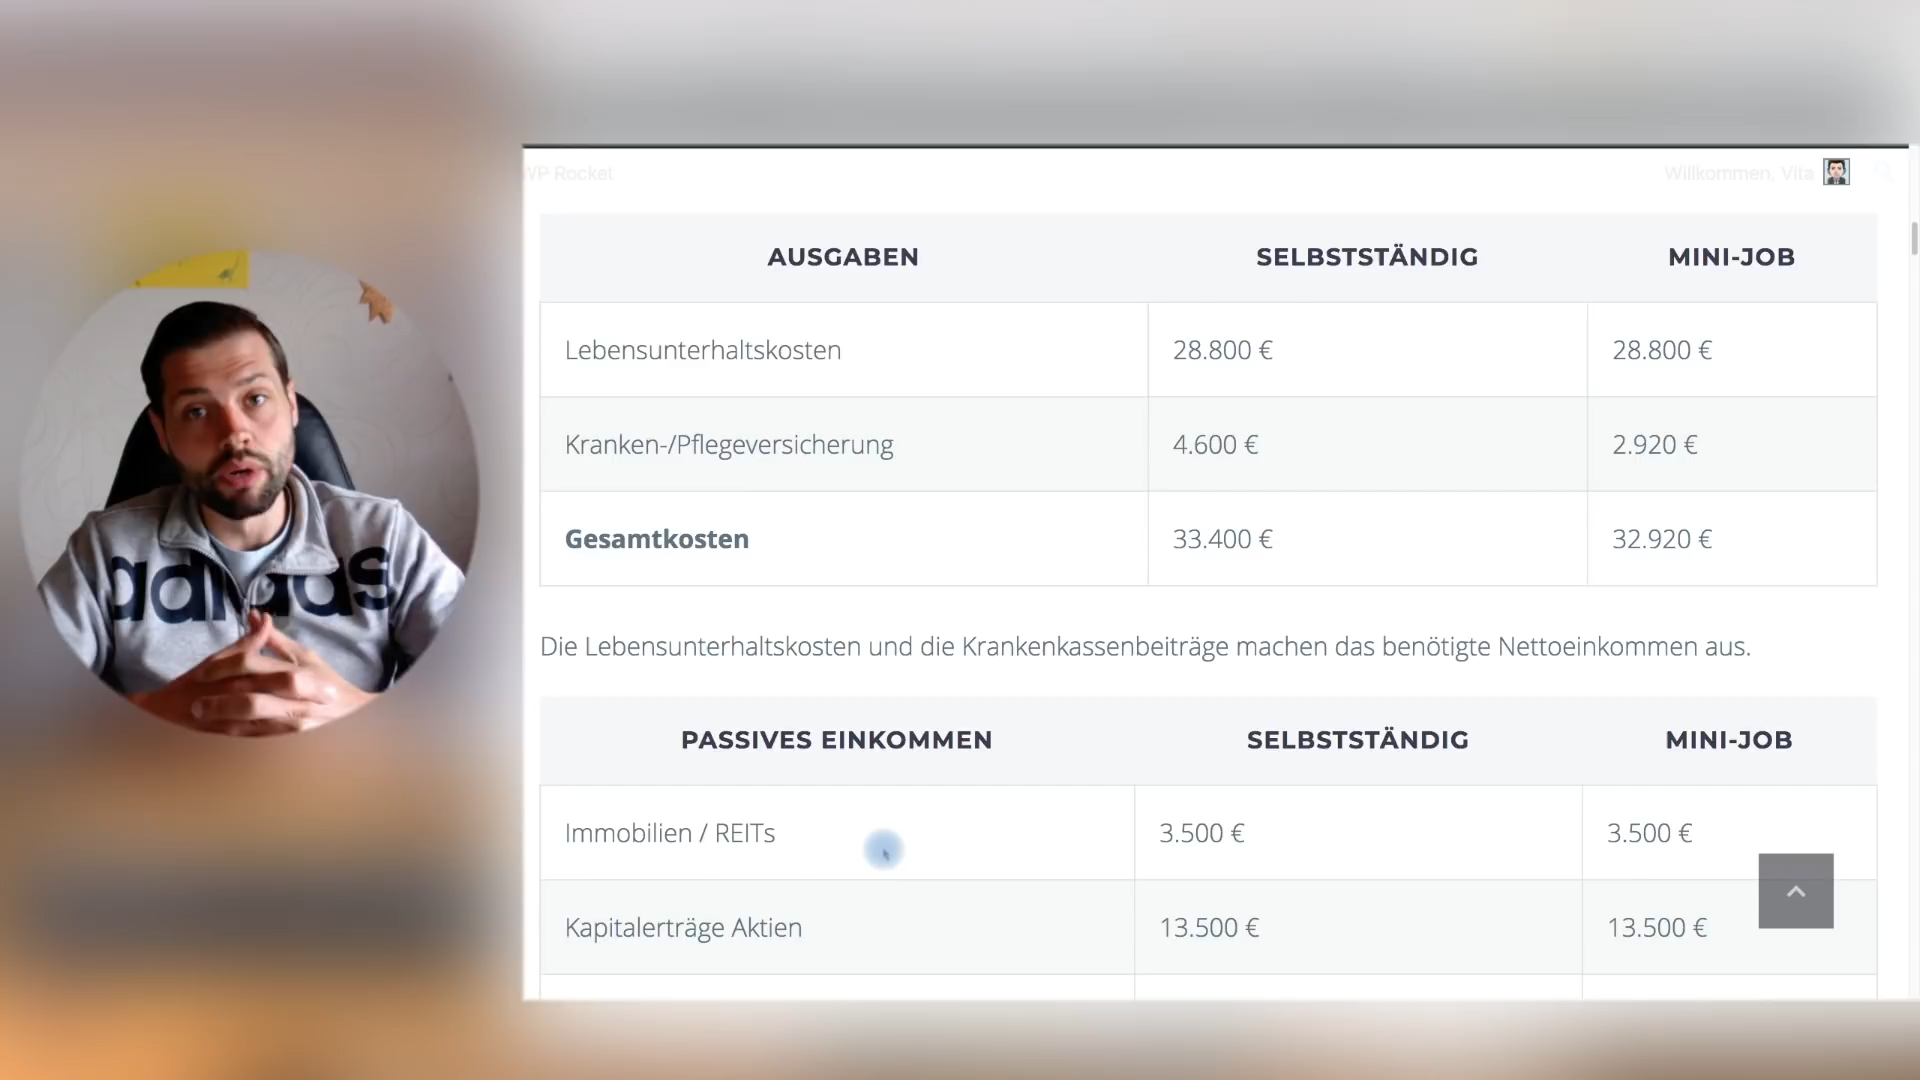 WP Rocket
Willkommen, Vita
AUSGABEN SELBSTSTÄNDIG MINI-JOB
Lebensunterhaltskosten 28.800 € 28.800 €
Kranken-/Pflegeversicherung 4.600 € 2.920 €
Gesamtkosten 33.400 € 32.920 €
Die Lebensunterhaltskosten und die Krankenkassenbeiträge machen das benötigte Nettoeinkommen aus.
PASSIVES EINKOMMEN SELBSTSTÄNDIG MINI-JOB
Immobilien / REITs 3.500 € 3.500 €
Kapitalerträge Aktien 13.500 € 13.500 €
adidas